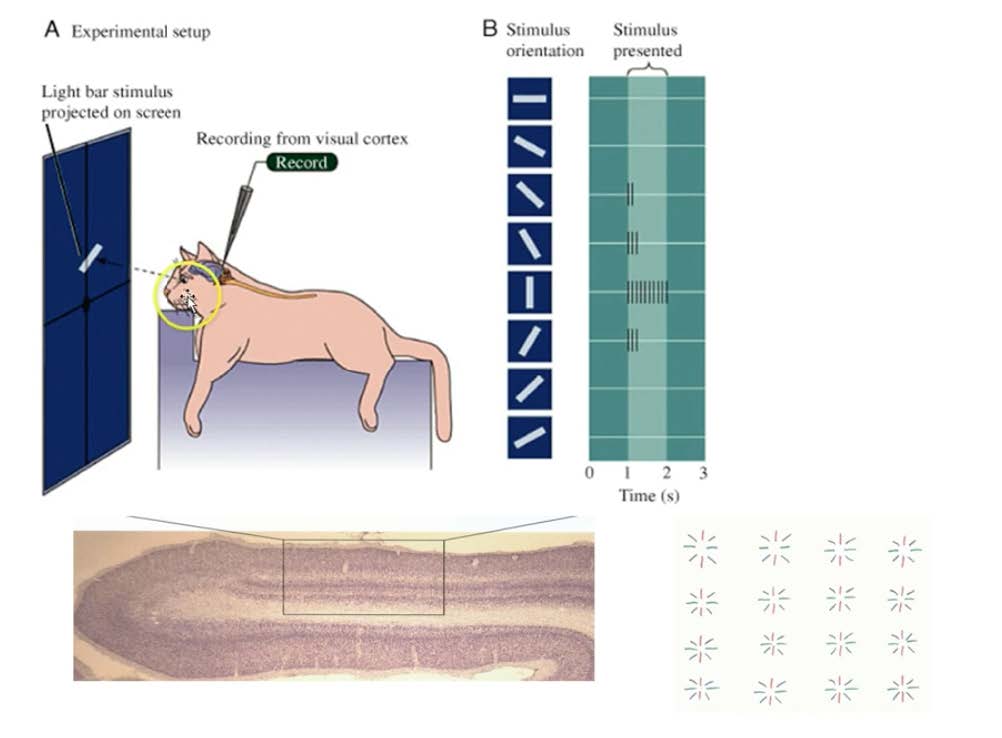 A Experimental setup
Light bar stimulus
projected on screen
Recording from visual cortex
Record
B Stimulus
orientation
Stimulus
presented
0 1 2 3
Time (s)